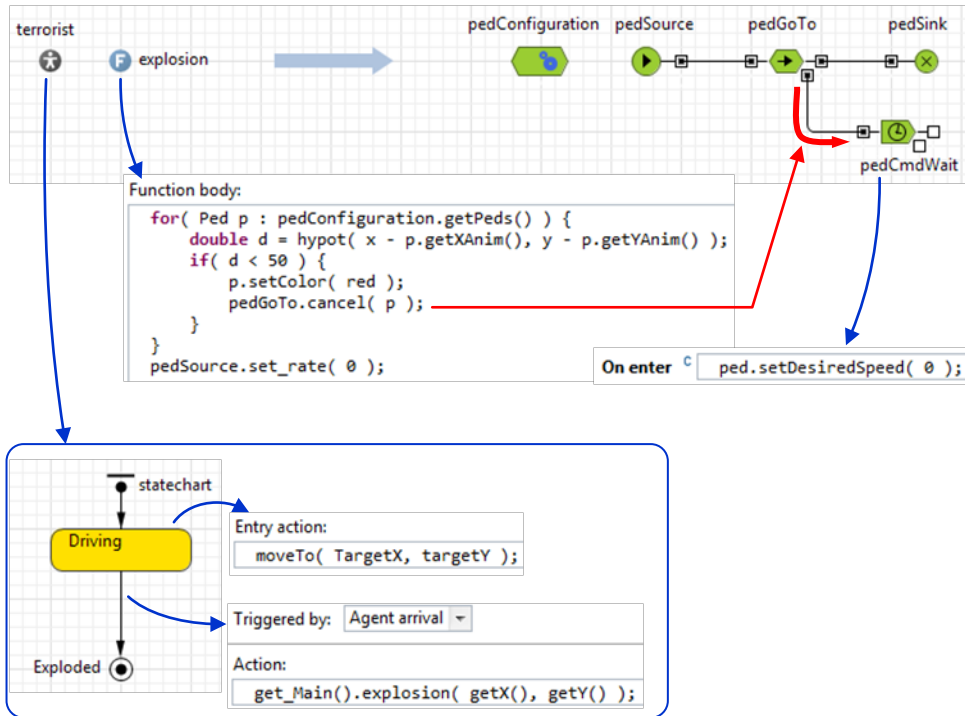 terrorist
explosion
pedConfiguration
pedSource
pedGoTo
pedSink
pedCmdWait
Function body:
for( Ped p : pedConfiguration.getPeds() ) {
double d = hypot( x - p.getXAnim(), y - p.getYAnim() );
if( d < 50 ) {
p.setColor( red );
pedGoTo.cancel( p );
}
}
pedSource.set_rate( 0 );
On enter C ped.setDesiredSpeed( 0 );
statechart
Driving
Entry action:
moveTo( TargetX, targetY );
Triggered by: Agent arrival
Exploded
Action:
get_Main().explosion( getX(), getY() );